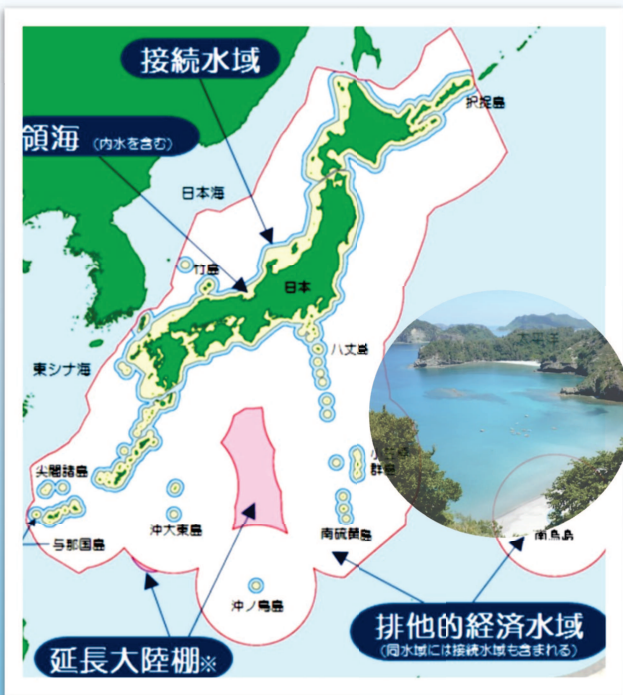 接続水域
択捉島
領海（内水を含む）
日本海
竹島
日本
八丈島
東シナ海
尖閣諸島
群島
沖大東島
南硫黄島
南鳥島
与那国島
沖ノ鳥島
排他的経済水域
（同水域には接続水域も含まれる）
延長大陸棚※